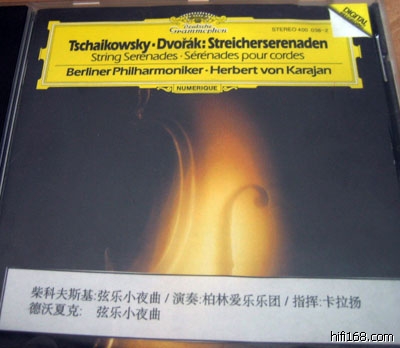 Deutsche
Grammophon
STEREO 400 038-2
DIGITAL
Tschaikowsky · Dvořák: Streicherserenaden
String Serenades · Sérénades pour cordes
Berliner Philharmoniker · Herbert von Karajan
NUMERIQUE
柴科夫斯基:弦乐小夜曲 / 演奏:柏林爱乐乐团 / 指挥:卡拉扬
德沃夏克: 弦乐小夜曲
hifi168.com